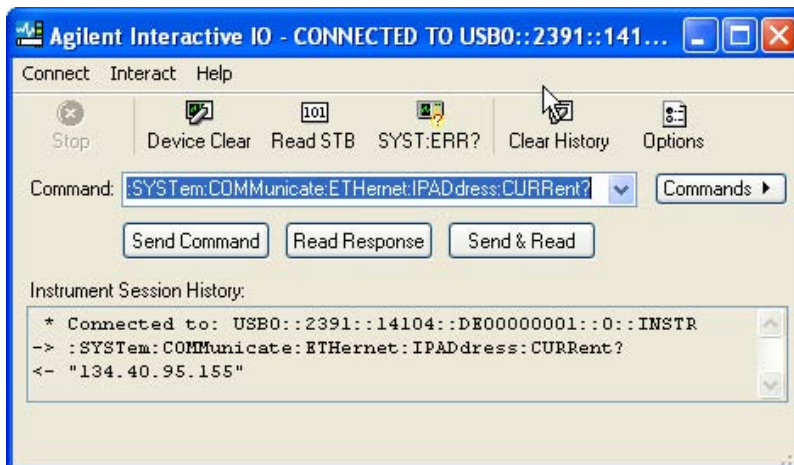 Agilent Interactive IO - CONNECTED TO USB0::2391::141...
Connect Interact Help
101
Stop Device Clear Read STB SYST:ERR? Clear History Options
Command: :SYSTem:COMMunicate:ETHernet:IPADdress:CURRent? Commands
Send Command Read Response Send & Read
Instrument Session History:
* Connected to: USB0::2391::14104::DE00000001::0::INSTR
-> :SYSTem:COMMunicate:ETHernet:IPADdress:CURRent?
<- "134.40.95.155"